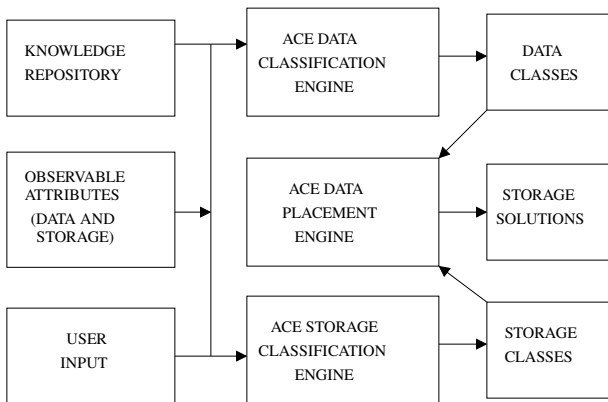 KNOWLEDGE
REPOSITORY
ACE DATA
CLASSIFICATION
ENGINE
DATA
CLASSES
OBSERVABLE
ATTRIBUTES
(DATA AND
STORAGE)
ACE DATA
PLACEMENT
ENGINE
STORAGE
SOLUTIONS
USER
INPUT
ACE STORAGE
CLASSIFICATION
ENGINE
STORAGE
CLASSES